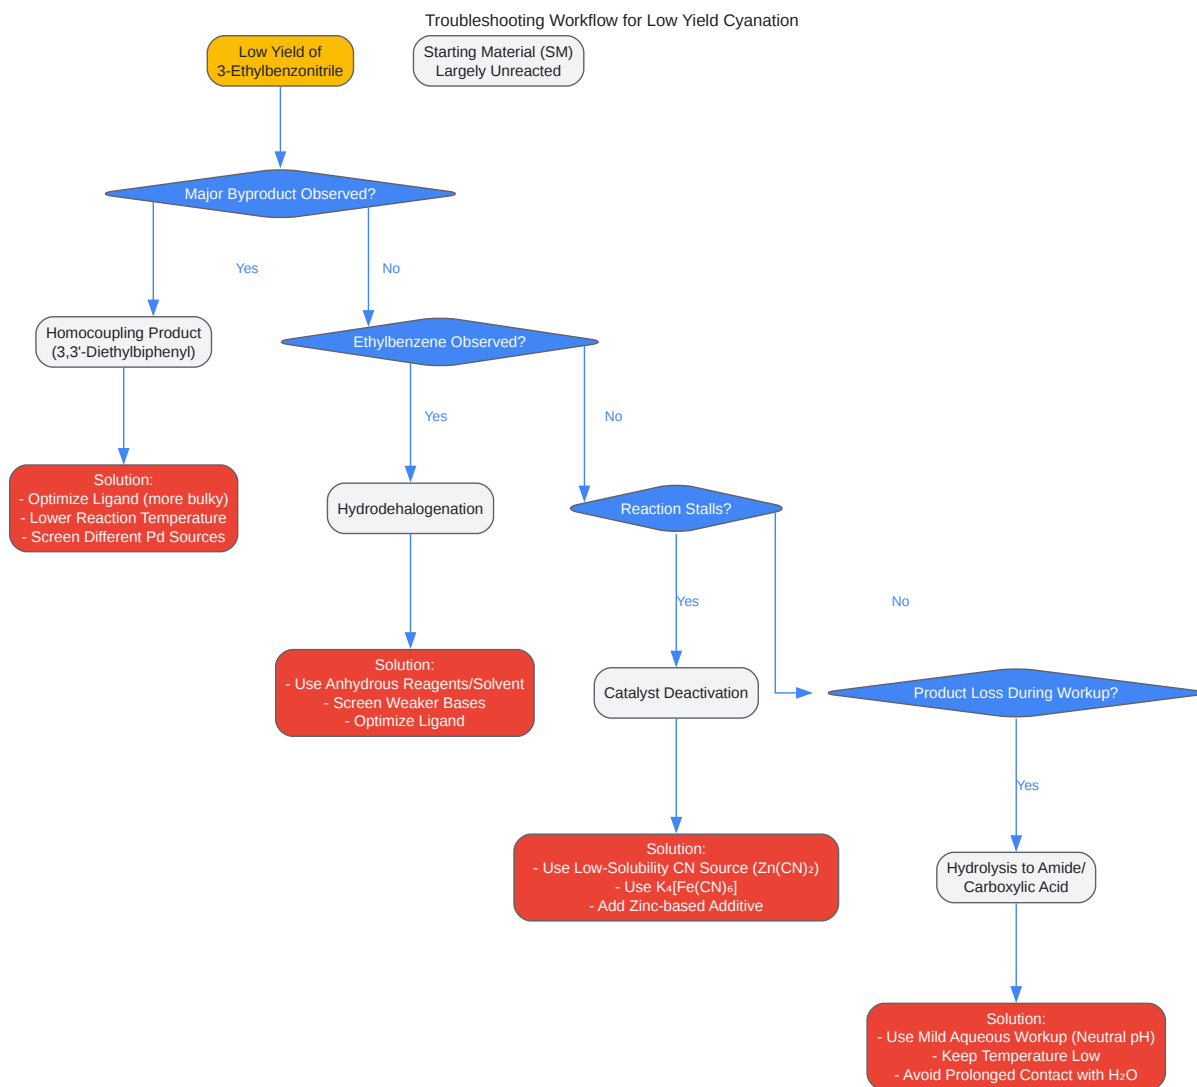 Troubleshooting Workflow for Low Yield Cyanation
Low Yield of
3-Ethylbenzonitrile
Starting Material (SM)
Largely Unreacted
Major Byproduct Observed?
Yes
No
Homocoupling Product
(3,3'-Diethylbiphenyl)
Ethylbenzene Observed?
Yes
No
Solution:
- Optimize Ligand (more bulky)
- Lower Reaction Temperature
- Screen Different Pd Sources
Hydrodehalogenation
Reaction Stalls?
Yes
No
Solution:
- Use Anhydrous Reagents/Solvent
- Screen Weaker Bases
- Optimize Ligand
Catalyst Deactivation
Product Loss During Workup?
Yes
Solution:
- Use Low-Solubility CN Source (Zn(CN)₂)
- Use K₄[Fe(CN)₆]
- Add Zinc-based Additive
Hydrolysis to Amide/
Carboxylic Acid
Solution:
- Use Mild Aqueous Workup (Neutral pH)
- Keep Temperature Low
- Avoid Prolonged Contact with H₂O